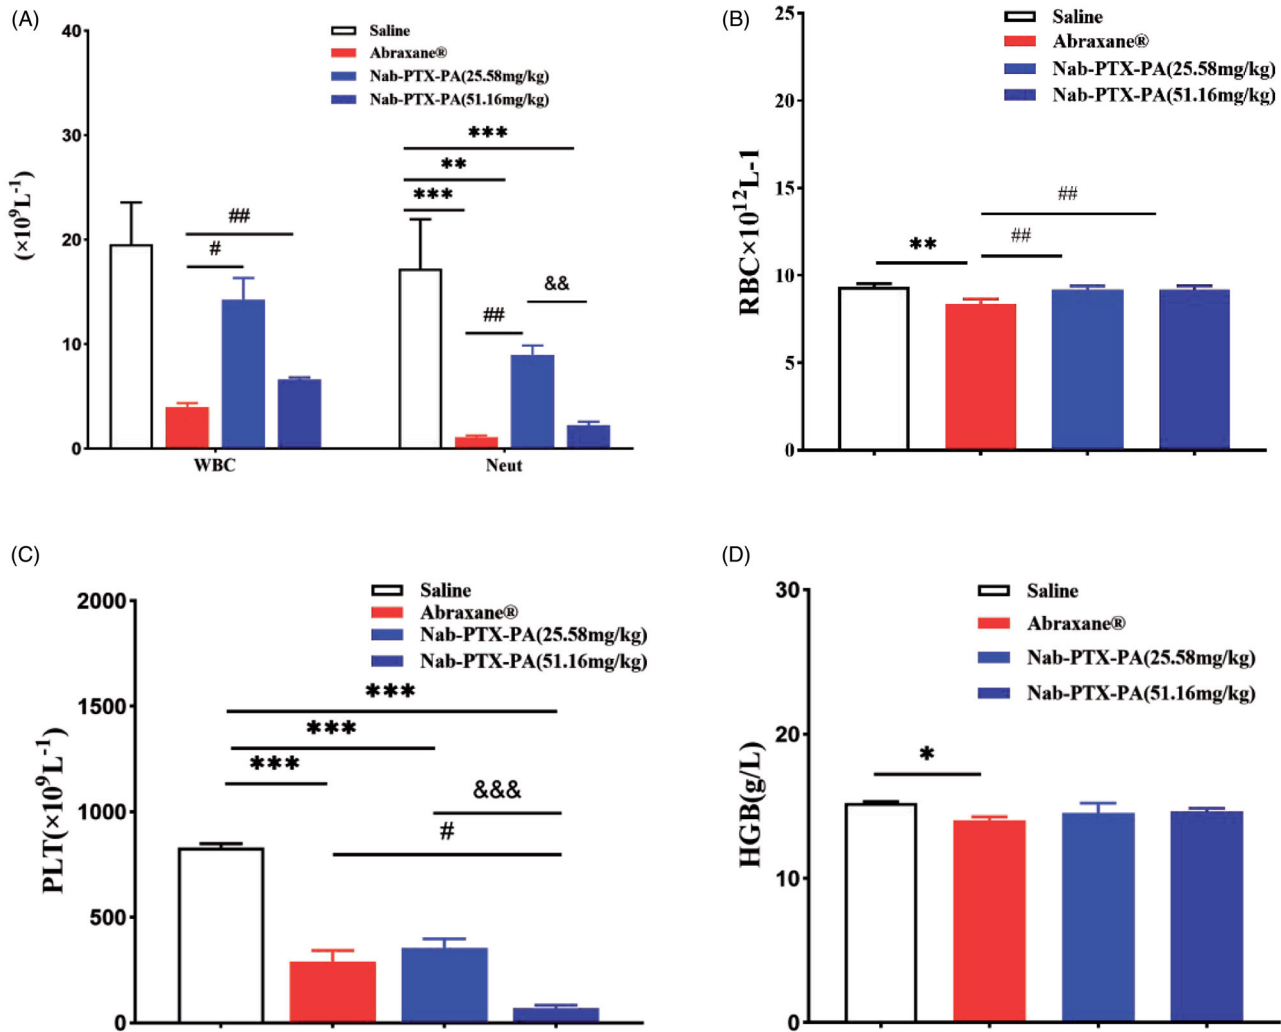 (A)
(×10⁹L⁻¹)
40
30
20
10
0
Saline
Abraxane®
Nab-PTX-PA(25.58mg/kg)
Nab-PTX-PA(51.16mg/kg)
##
#
***
**
***
##
&&
WBC
Neut
(B)
RBC×10¹²L-1
25
20
15
10
5
0
Saline
Abraxane®
Nab-PTX-PA(25.58mg/kg)
Nab-PTX-PA(51.16mg/kg)
**
##
##
(C)
PLT(×10⁹L⁻¹)
2000
1500
1000
500
0
Saline
Abraxane®
Nab-PTX-PA(25.58mg/kg)
Nab-PTX-PA(51.16mg/kg)
***
***
***
&&&
#
(D)
HGB(g/L)
30
20
10
0
Saline
Abraxane®
Nab-PTX-PA(25.58mg/kg)
Nab-PTX-PA(51.16mg/kg)
*